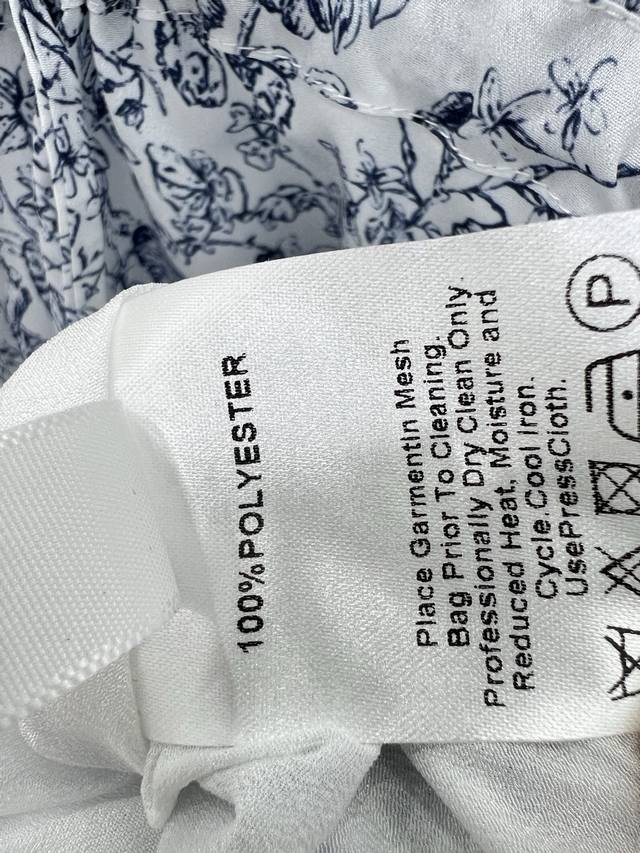 100%POLYESTER
Place Garmentin Mesh
Bag Prior To Cleaning.
Professionally Dry Clean Only.
Reduced Heat, Moisture and
Cycle.Cool Iron.
UsePressCloth.
P